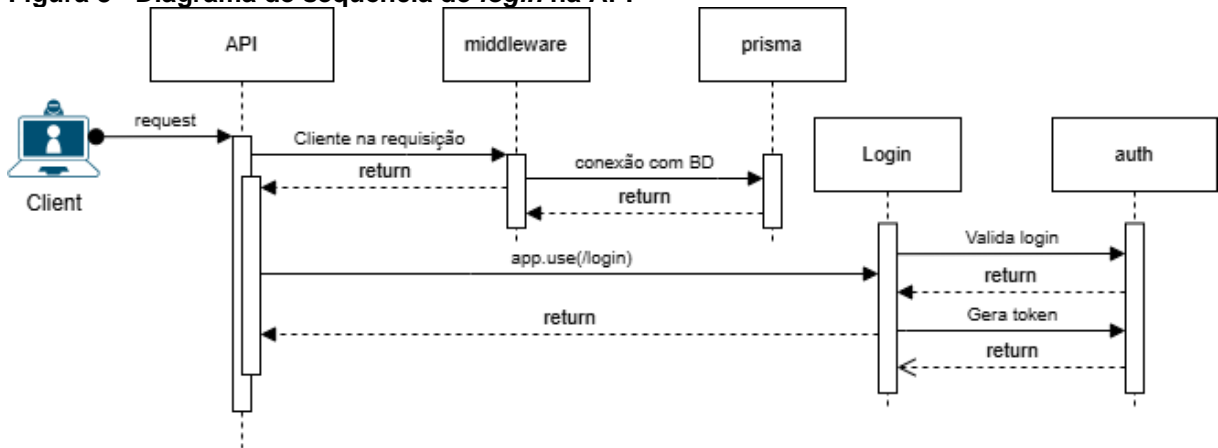 API
middleware
prisma
request
Cliente na requisição
return
conexão com BD
return
Client
Login
auth
app.use(/login)
Valida login
return
return
Gera token
return